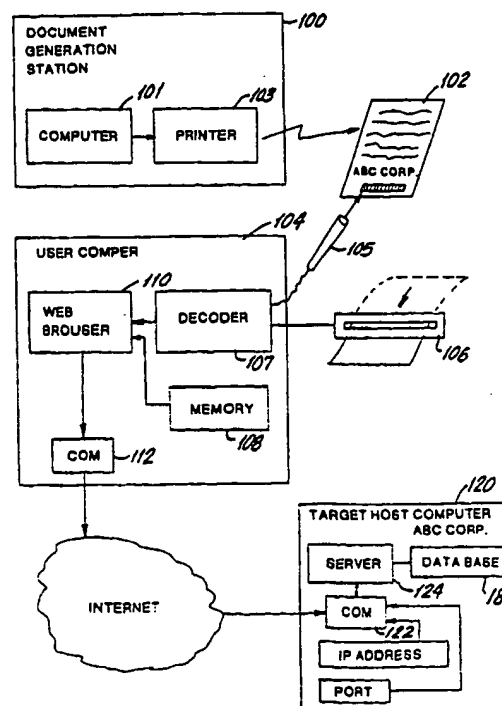 100
DOCUMENT
GENERATION
STATION
101
103
COMPUTER
PRINTER
102
ABC CORP.
104
USER COMPER
105
110
WEB
BROUSER
DECODER
107
106
MEMORY
108
COM
112
120
TARGET HOST COMPUTER
ABC CORP.
SERVER
DATA BASE
124
18
INTERNET
COM
122
IP ADDRESS
PORT